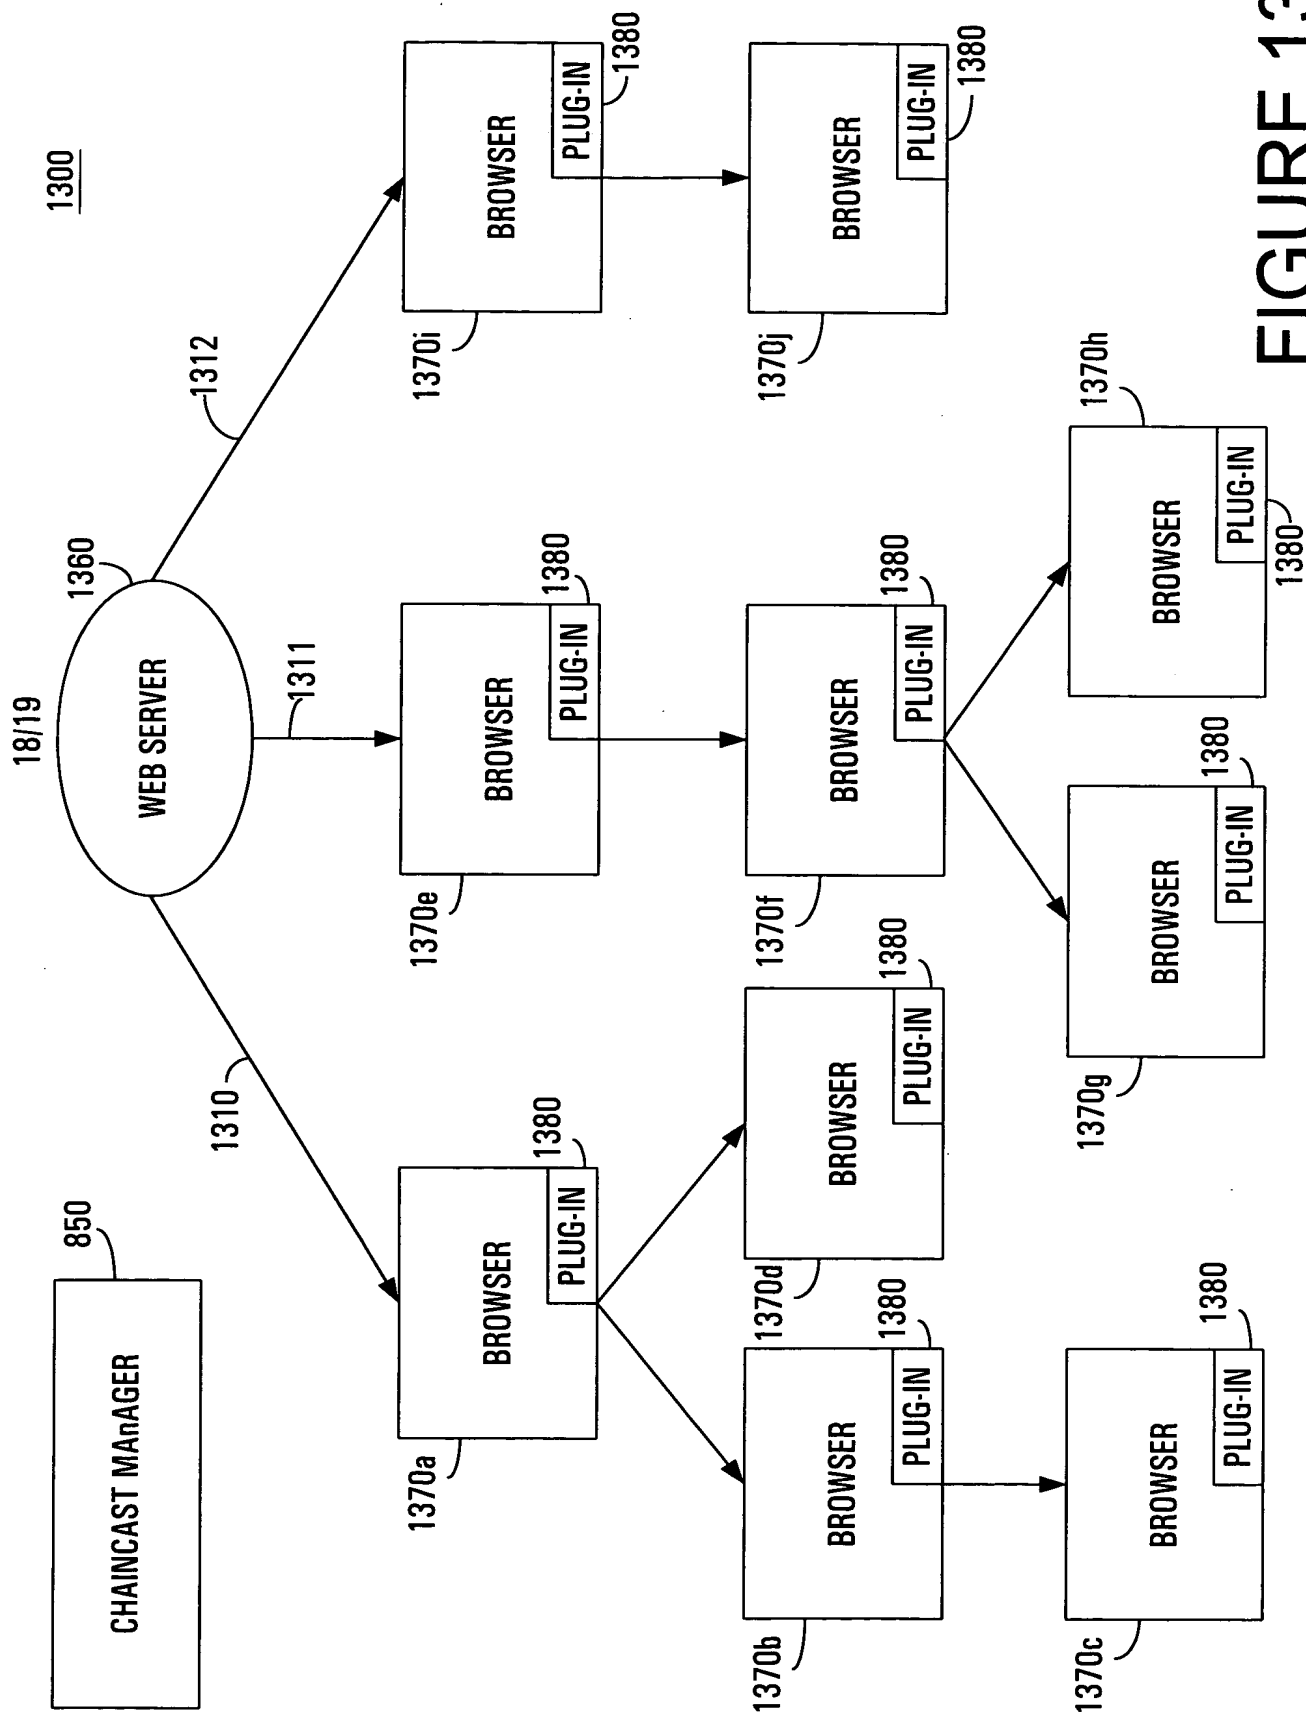 18/19
1300
CHAINCAST MAnAGER
850
WEB SERVER
1360
1310
1311
1312
BROWSER
PLUG-IN
1370a
1380
BROWSER
PLUG-IN
1370e
1380
BROWSER
PLUG-IN
1370i
1380
BROWSER
PLUG-IN
1370b
1380
BROWSER
PLUG-IN
1370d
1380
BROWSER
PLUG-IN
1370f
1380
BROWSER
PLUG-IN
1370j
1380
BROWSER
PLUG-IN
1370c
1380
BROWSER
PLUG-IN
1370g
1380
BROWSER
PLUG-IN
1370h
1380
FIGURE 13